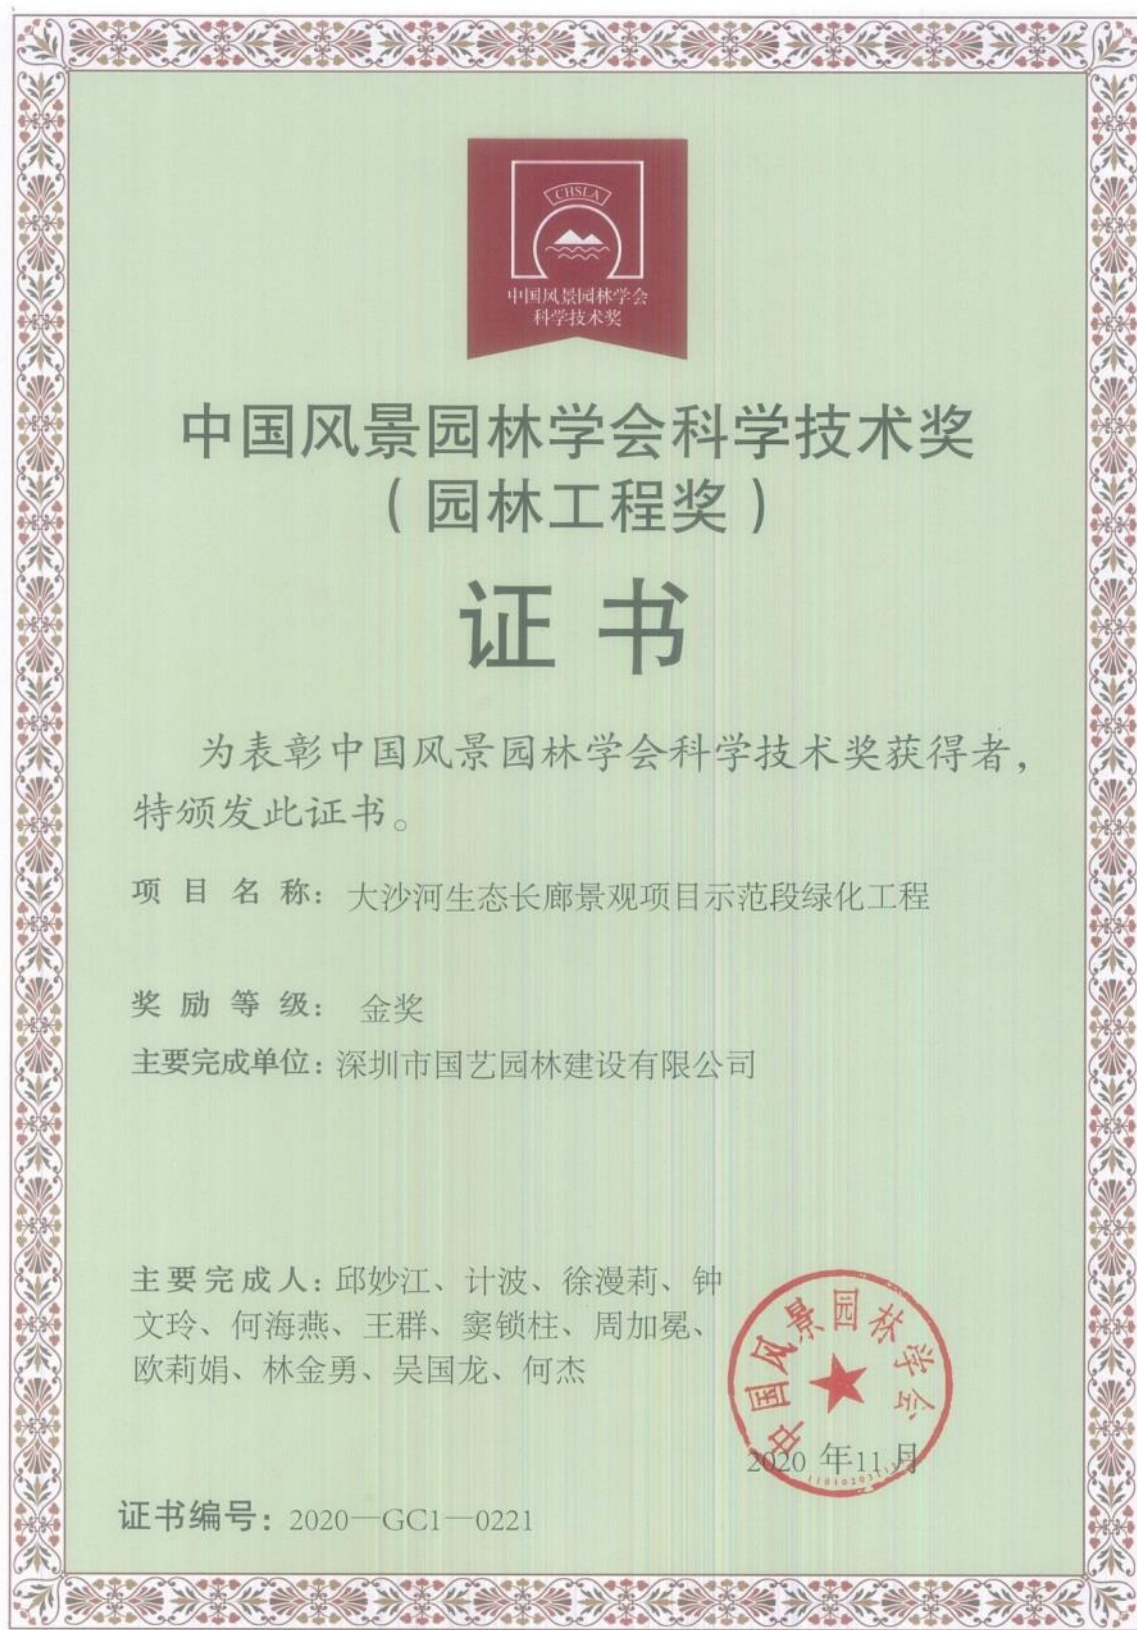 CHSLA
中国风景园林学会
科学技术奖
中国风景园林学会科学技术奖
（园林工程奖）
证书
为表彰中国风景园林学会科学技术奖获得者，
特颁发此证书。
项目名称：大沙河生态长廊景观项目示范段绿化工程
奖励等级：金奖
主要完成单位：深圳市国艺园林建设有限公司
主要完成人：邱妙江、计波、徐漫莉、钟
文玲、何海燕、王群、窦锁柱、周加冕、
欧莉娟、林金勇、吴国龙、何杰
中国风景园林学会
2020 年11月
证书编号：2020—GC1—0221